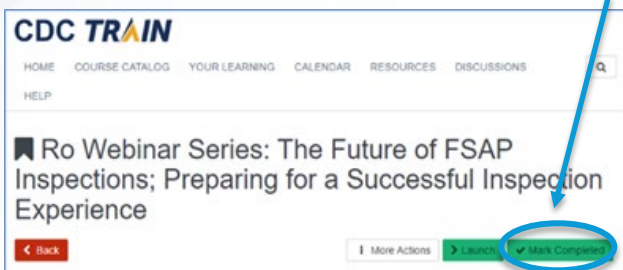 CDC TRAIN
HOME COURSE CATALOG YOUR LEARNING CALENDAR RESOURCES DISCUSSIONS
HELP
Ro Webinar Series: The Future of FSAP
Inspections; Preparing for a Successful Inspection
Experience
Back More Actions Launch Mark Completed